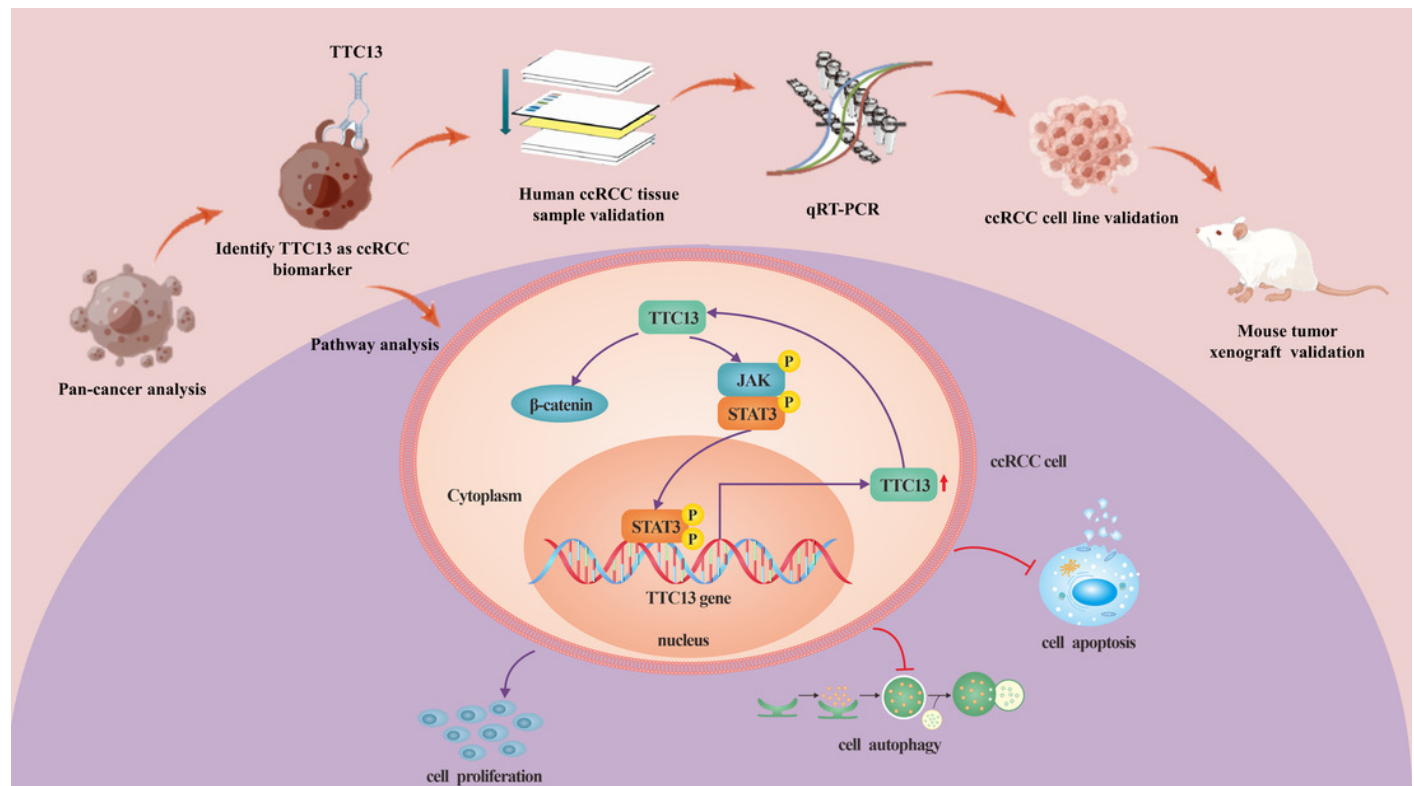 TTC13
Identify TTC13 as ccRCC
biomarker
Pan-cancer analysis
Pathway analysis
Human ccRCC tissue
sample validation
qRT-PCR
ccRCC cell line validation
Mouse tumor
xenograft validation
TTC13
β-catenin
P
JAK
P
STAT3
Cytoplasm
TTC13
ccRCC cell
STAT3
P
P
TTC13 gene
nucleus
cell apoptosis
cell autophagy
cell proliferation